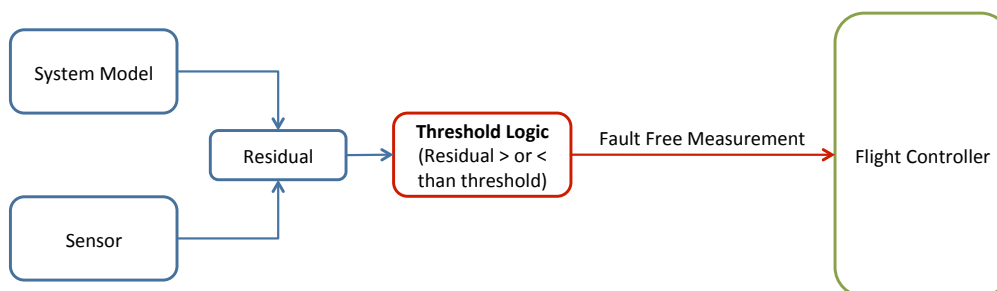 System Model
Residual
Sensor
Threshold Logic
(Residual > or <
than threshold)
Fault Free Measurement
Flight Controller